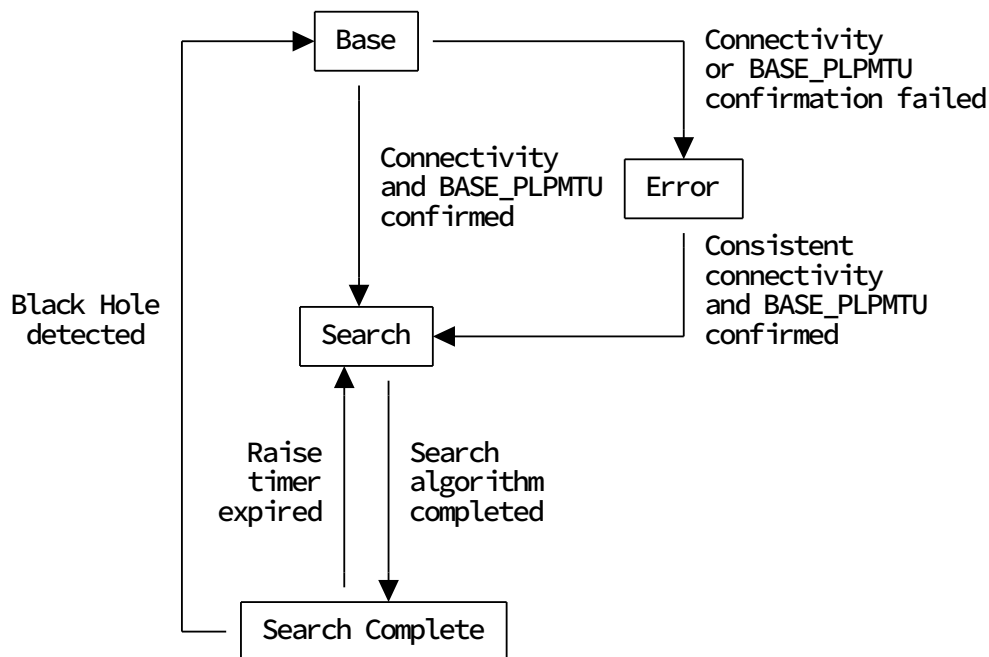 Base
Connectivity
or BASE_PLPMTU
confirmation failed
Connectivity
and BASE_PLPMTU
confirmed
Error
Consistent
connectivity
and BASE_PLPMTU
confirmed
Black Hole
detected
Search
Raise
timer
expired
Search
algorithm
completed
Search Complete